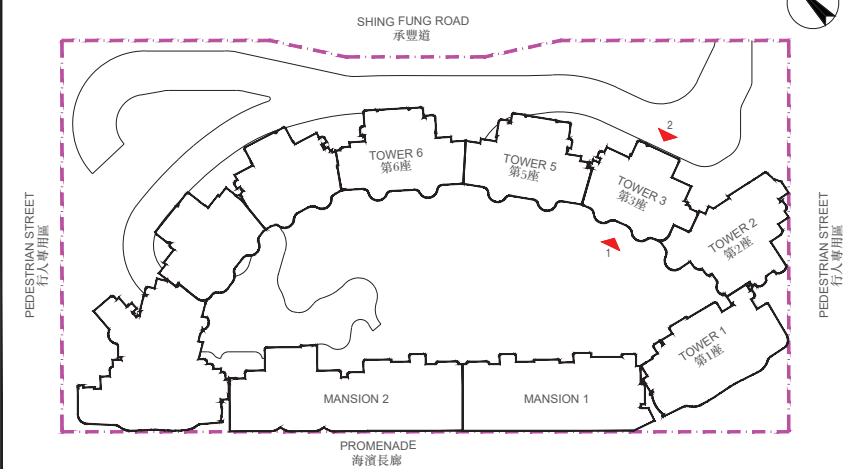 SHING FUNG ROAD
承豐道
2
TOWER 6
第6座
TOWER 5
第5座
TOWER 3
第3座
TOWER 2
第2座
1
TOWER 1
第1座
PEDESTRIAN STREET
行人專用區
PEDESTRIAN STREET
行人專用區
MANSION 2
MANSION 1
PROMENADE
海濱長廊